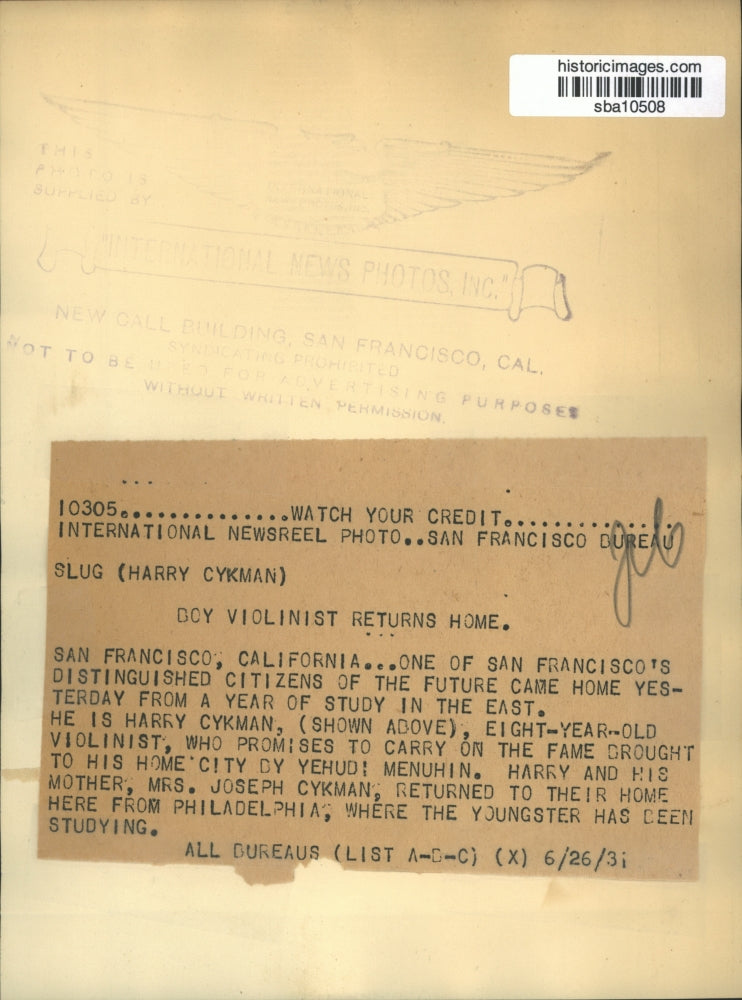 historicimages.com
sba10508
THIS
PHOTO IS
SUPPLIED BY
INTERNATIONAL
"INTERNATIONAL NEWS PHOTOS, INC."
NEW CALL BUILDING, SAN FRANCISCO, CAL.
SYNDICATING PROHIBITED
NOT TO BE USED FOR ADVERTISING PURPOSES
WITHOUT WRITTEN PERMISSION.
10305...............WATCH YOUR CREDIT...............
INTERNATIONAL NEWSREEL PHOTO..SAN FRANCISCO BUREAU
SLUG (HARRY CYKMAN)
BOY VIOLINIST RETURNS HOME.
SAN FRANCISCO, CALIFORNIA...ONE OF SAN FRANCISCO'S
DISTINGUISHED CITIZENS OF THE FUTURE CAME HOME YES-
TERDAY FROM A YEAR OF STUDY IN THE EAST.
HE IS HARRY CYKMAN, (SHOWN ABOVE), EIGHT-YEAR-OLD
VIOLINIST, WHO PROMISES TO CARRY ON THE FAME BROUGHT
TO HIS HOME CITY BY YEHUDI MENUHIN. HARRY AND HIS
MOTHER, MRS. JOSEPH CYKMAN, RETURNED TO THEIR HOME
HERE FROM PHILADELPHIA, WHERE THE YOUNGSTER HAS BEEN
STUDYING.
ALL BUREAUS (LIST A-B-C) (X) 6/26/31